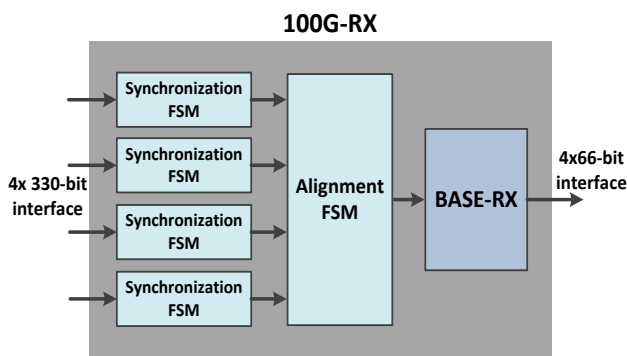 100G-RX
Synchronization
FSM
Synchronization
FSM
Synchronization
FSM
Synchronization
FSM
4x 330-bit
interface
Alignment
FSM
BASE-RX
4x66-bit
interface